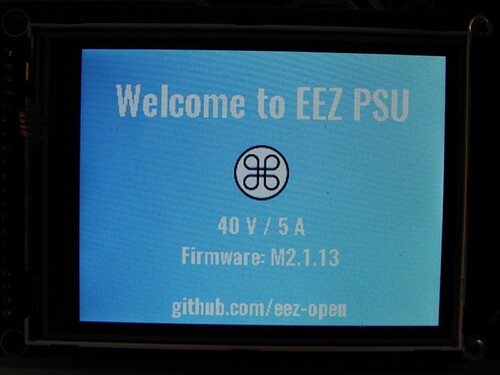 Welcome to EEZ PSU
40 V / 5 A
Firmware: M2.1.13
github.com/eez-open